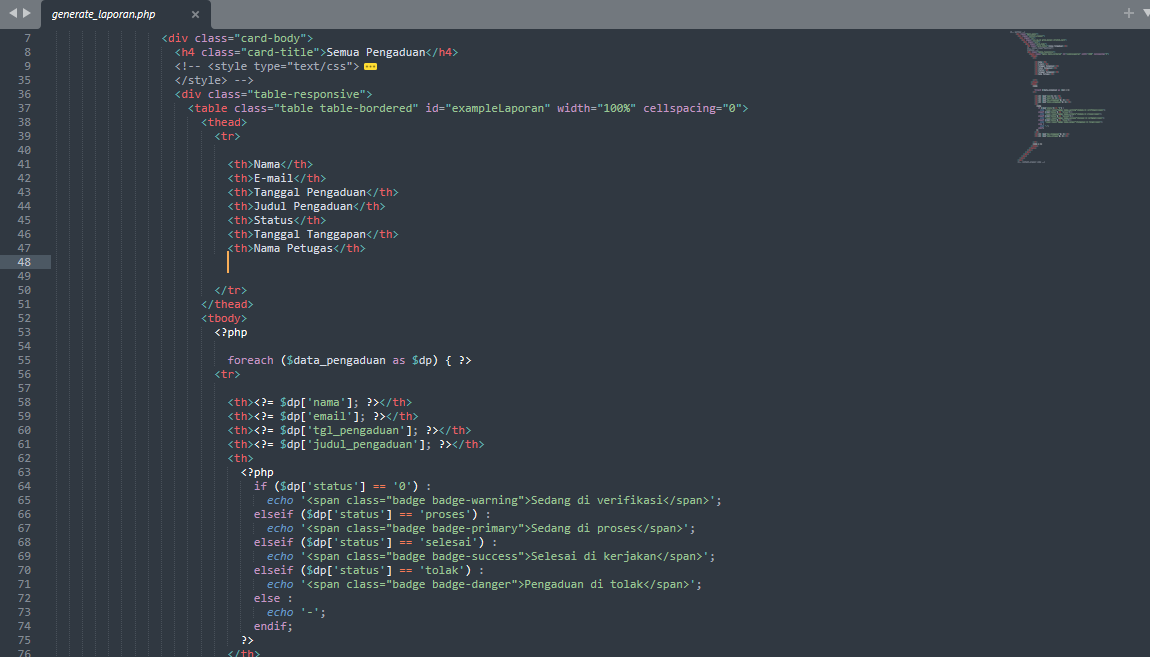 generate_laporan.php
7 <div class="card-body">
8 <h4 class="card-title">Semua Pengaduan</h4>
9 <!-- <style type="text/css">
35 </style> -->
36 <div class="table-responsive">
37 <table class="table table-bordered" id="exampleLaporan" width="100%" cellspacing="0">
38 <thead>
39 <tr>
40
41 <th>Nama</th>
42 <th>E-mail</th>
43 <th>Tanggal Pengaduan</th>
44 <th>Judul Pengaduan</th>
45 <th>Status</th>
46 <th>Tanggal Tanggapan</th>
47 <th>Nama Petugas</th>
48
49
50 </tr>
51 </thead>
52 <tbody>
53 <?php
54
55 foreach ($data_pengaduan as $dp) { ?>
56 <tr>
57
58 <th><?= $dp['nama']; ?></th>
59 <th><?= $dp['email']; ?></th>
60 <th><?= $dp['tgl_pengaduan']; ?></th>
61 <th><?= $dp['judul_pengaduan']; ?></th>
62 <th>
63 <?php
64 if ($dp['status'] == '0') :
65 echo '<span class="badge badge-warning">Sedang di verifikasi</span>';
66 elseif ($dp['status'] == 'proses') :
67 echo '<span class="badge badge-primary">Sedang di proses</span>';
68 elseif ($dp['status'] == 'selesai') :
69 echo '<span class="badge badge-success">Selesai di kerjakan</span>';
70 elseif ($dp['status'] == 'tolak') :
71 echo '<span class="badge badge-danger">Pengaduan di tolak</span>';
72 else :
73 echo '-';
74 endif;
75 ?>
76 </th>